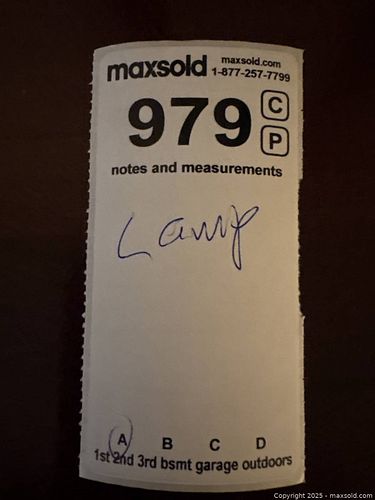 maxsold maxsold.com
1-877-257-7799
979 C
P
notes and measurements
Lamp
A B C D
1st 2nd 3rd bsmt garage outdoors
Copyright © 2025 - maxsold.com